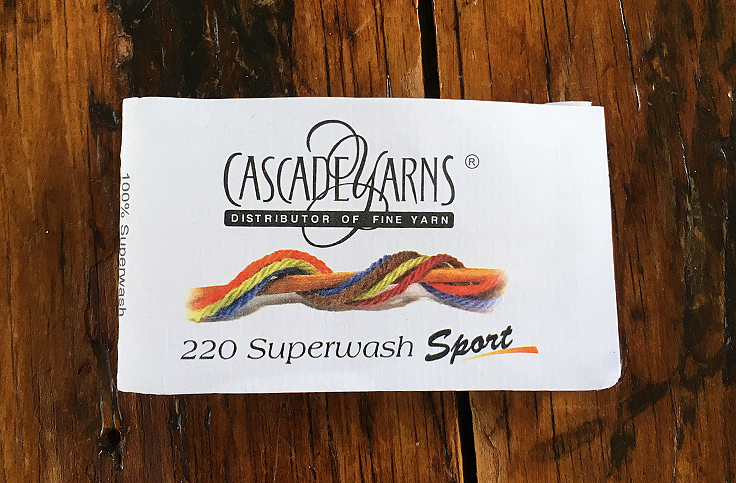 CASCADE YARNS ®
DISTRIBUTOR OF FINE YARN
220 Superwash Sport
100% Superwash